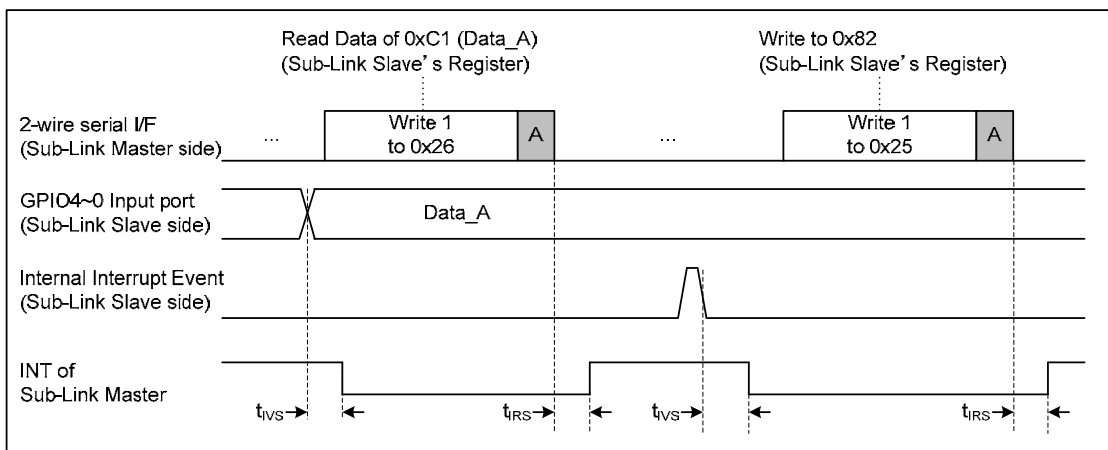 Read Data of 0xC1 (Data_A)
(Sub-Link Slave's Register)
Write to 0x82
(Sub-Link Slave's Register)
2-wire serial I/F
(Sub-Link Master side)
...
Write 1
to 0x26
A
...
Write 1
to 0x25
A
GPIO4~0 Input port
(Sub-Link Slave side)
Data_A
Internal Interrupt Event
(Sub-Link Slave side)
INT of
Sub-Link Master
tIVS
tIRS
tIVS
tIRS